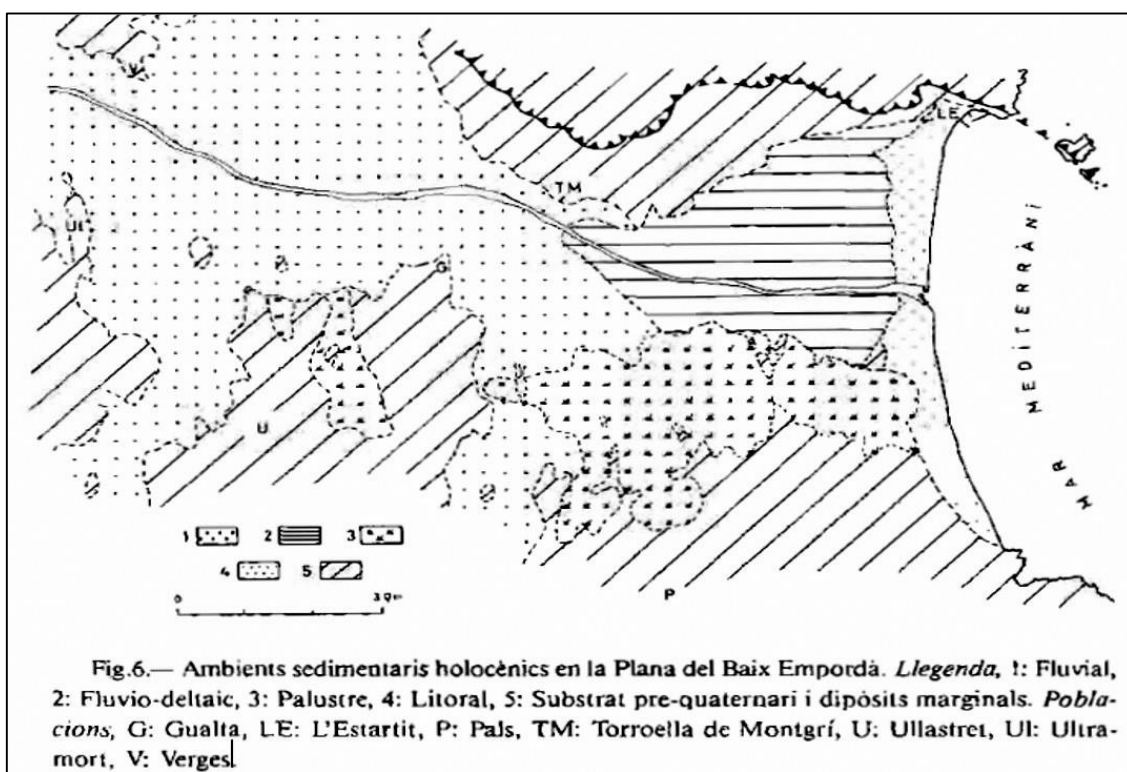 V
LE
TM
Ul
G
U
MAR MEDITERRÀNI
1 2 3
4 5
0 3
P
Fig.6.— Ambients sedimentaris holocènics en la Plana del Baix Empordà. Llegenda, 1: Fluvial,
2: Fluvio-deltaic, 3: Palustre, 4: Litoral, 5: Substrat pre-quaternari i dipòsits marginals. Pobla-
cions, G: Gualta, LE: L'Estartit, P: Pals, TM: Torroella de Montgrí, U: Ullastret, Ul: Ultra-
mort, V: Verges.